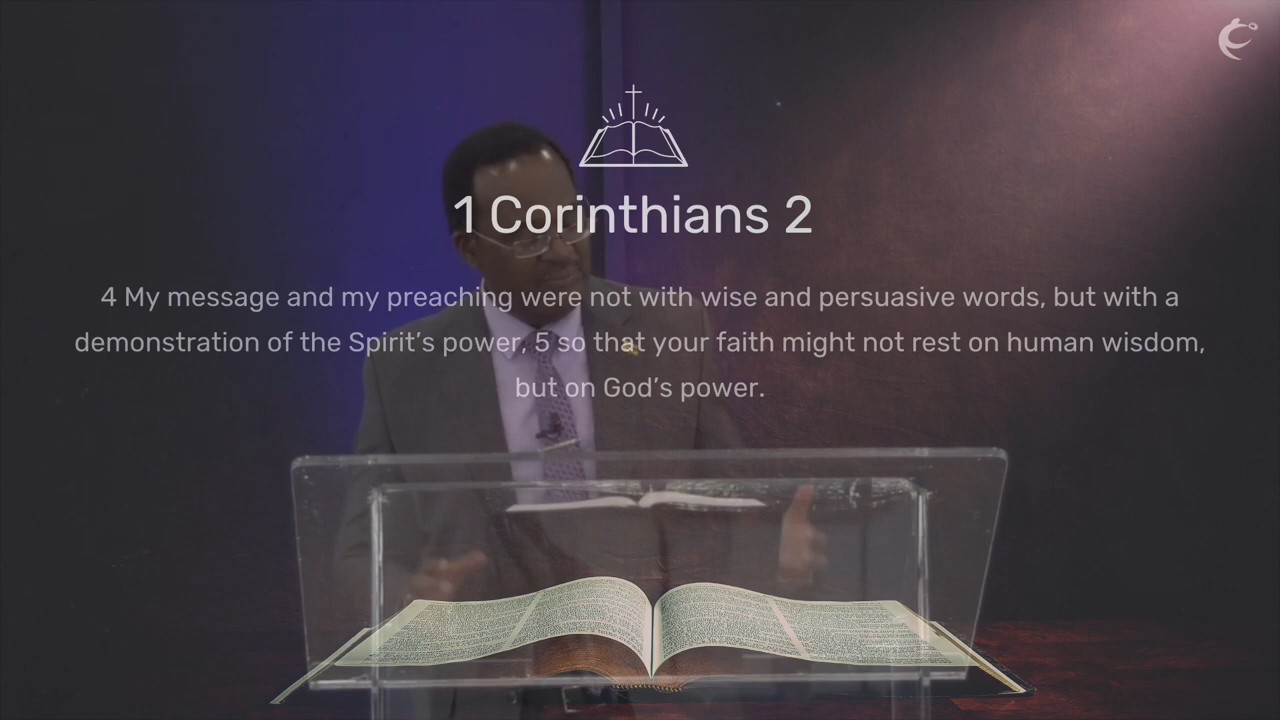 1 Corinthians 2
4 My message and my preaching were not with wise and persuasive words, but with a
demonstration of the Spirit’s power, 5 so that your faith might not rest on human wisdom,
but on God’s power.